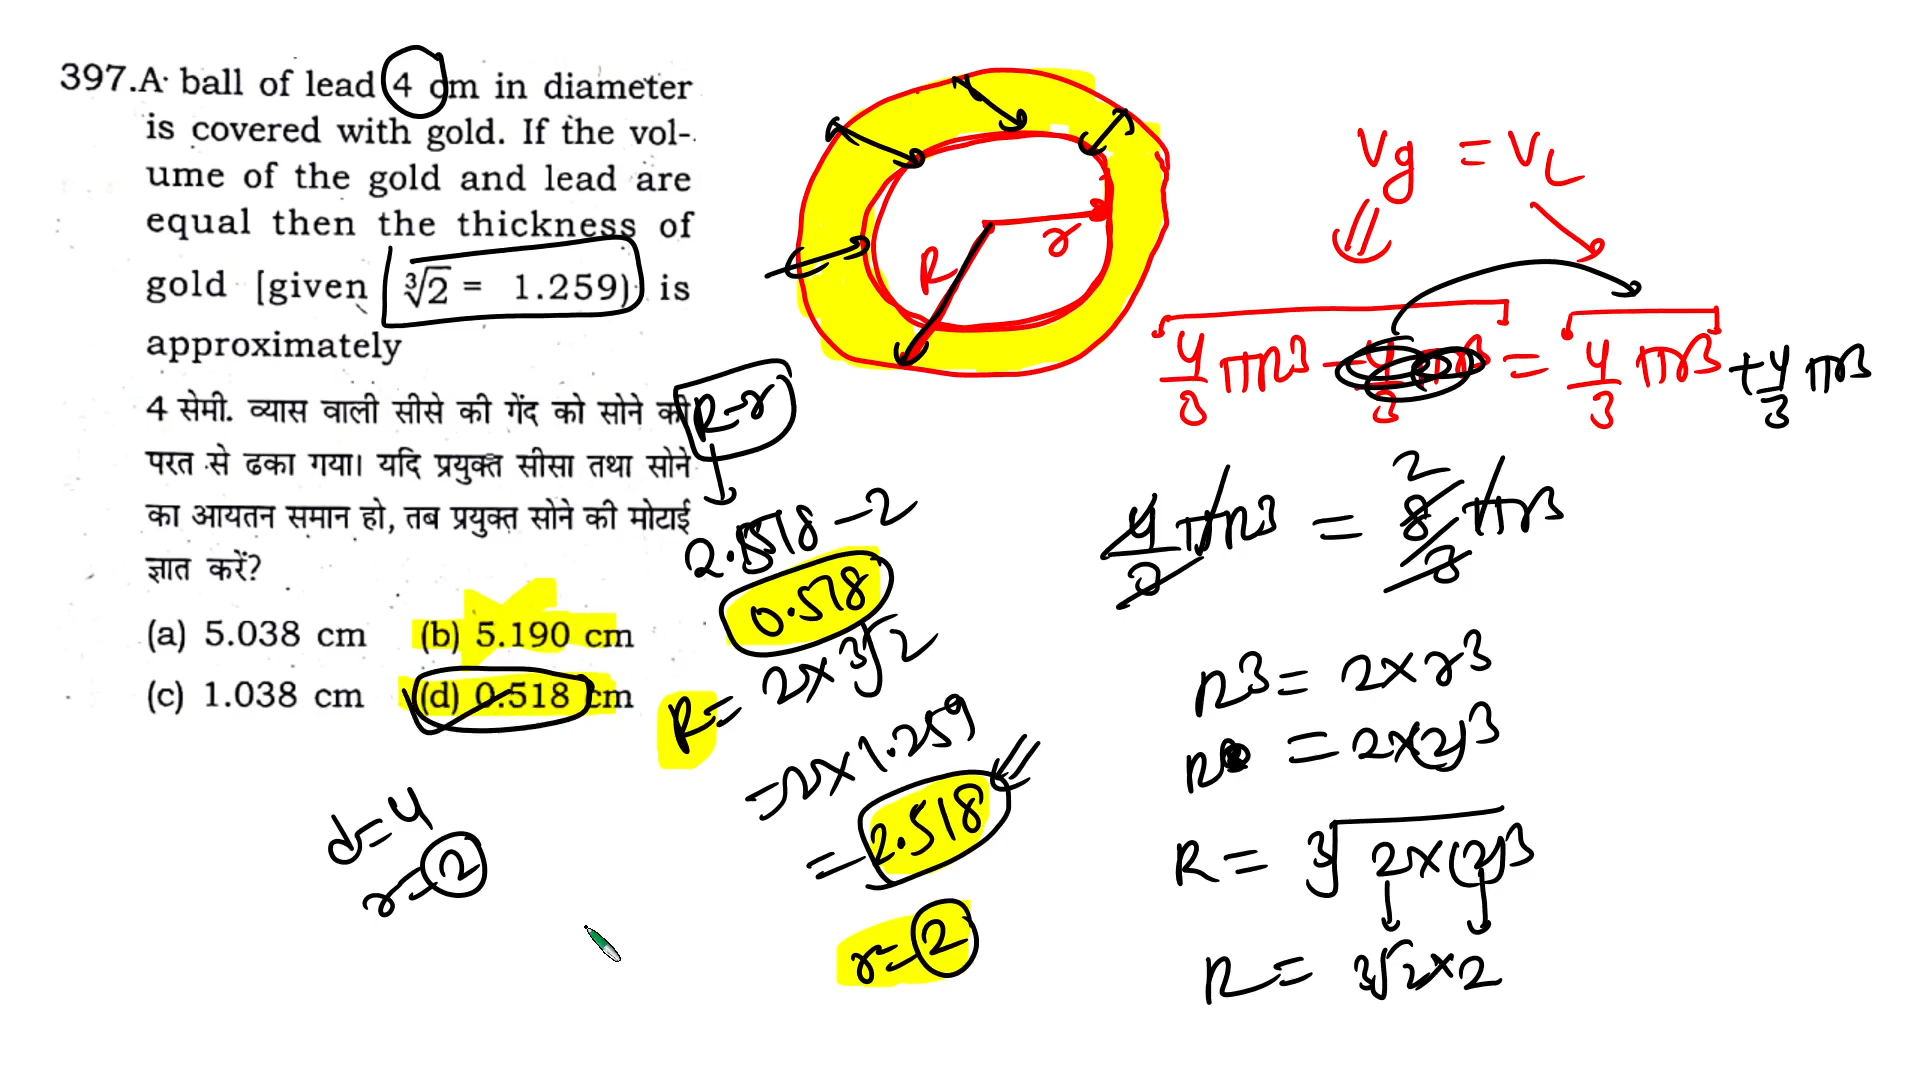 397.A ball of lead 4 cm in diameter
is covered with gold. If the vol-
ume of the gold and lead are
equal then the thickness of
gold [given ∛2 = 1.259) is
approximately
4 सेमी. व्यास वाली सीसे की गेंद को सोने की
परत से ढका गया। यदि प्रयुक्त सीसा तथा सोने
का आयतन समान हो, तब प्रयुक्त सोने की मोटाई
ज्ञात करें?
(a) 5.038 cm (b) 5.190 cm
(c) 1.038 cm (d) 0.518 cm
d=4
r=2
R-r
2.518-2
0.518
R= 2×∛2
=2×1.259
=2.518
r=2
R
r
Vg = VL
4/3 πR³ = 4/3 πr³ + 4/3 πr³
4/3 πR³ = 8/3 πr³
2
R³= 2×r³
R = 2×(2)³
R = ∛2×(2)³
R = ∛2×2